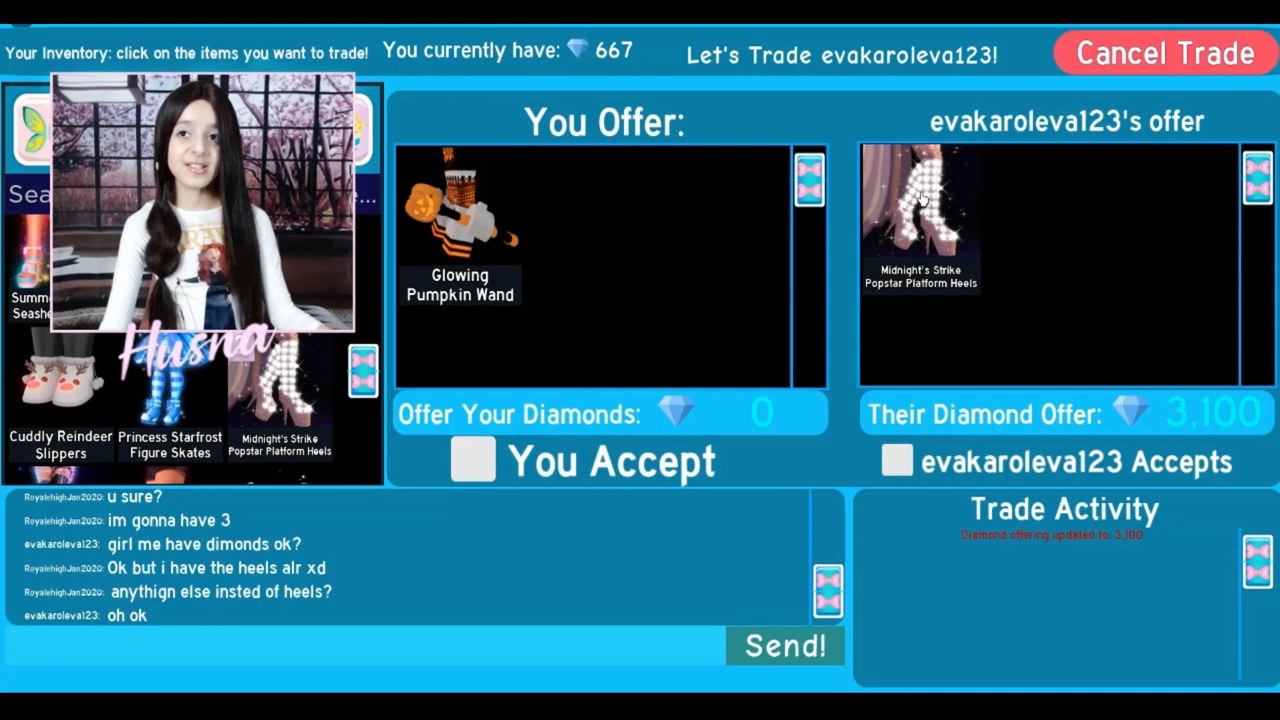 Your Inventory: click on the items you want to trade!
You currently have: 667
Let's Trade evakaroleva123!
Cancel Trade
You Offer:
evakaroleva123's offer
Sea
...
Glowing
Pumpkin Wand
Midnight's Strike
Popstar Platform Heels
Summ
Seashe
Husna
Cuddly Reindeer
Slippers
Princess Starfrost
Figure Skates
Midnight's Strike
Popstar Platform Heels
Offer Your Diamonds: 0
Their Diamond Offer: 3,100
You Accept
evakaroleva123 Accepts
RoyalehighJan2020: u sure?
RoyalehighJan2020: im gonna have 3
evakaroleva123: girl me have dimonds ok?
RoyalehighJan2020: Ok but i have the heels alr xd
RoyalehighJan2020: anythign else insted of heels?
evakaroleva123: oh ok
Send!
Trade Activity
Diamond offering updated to: 3,100